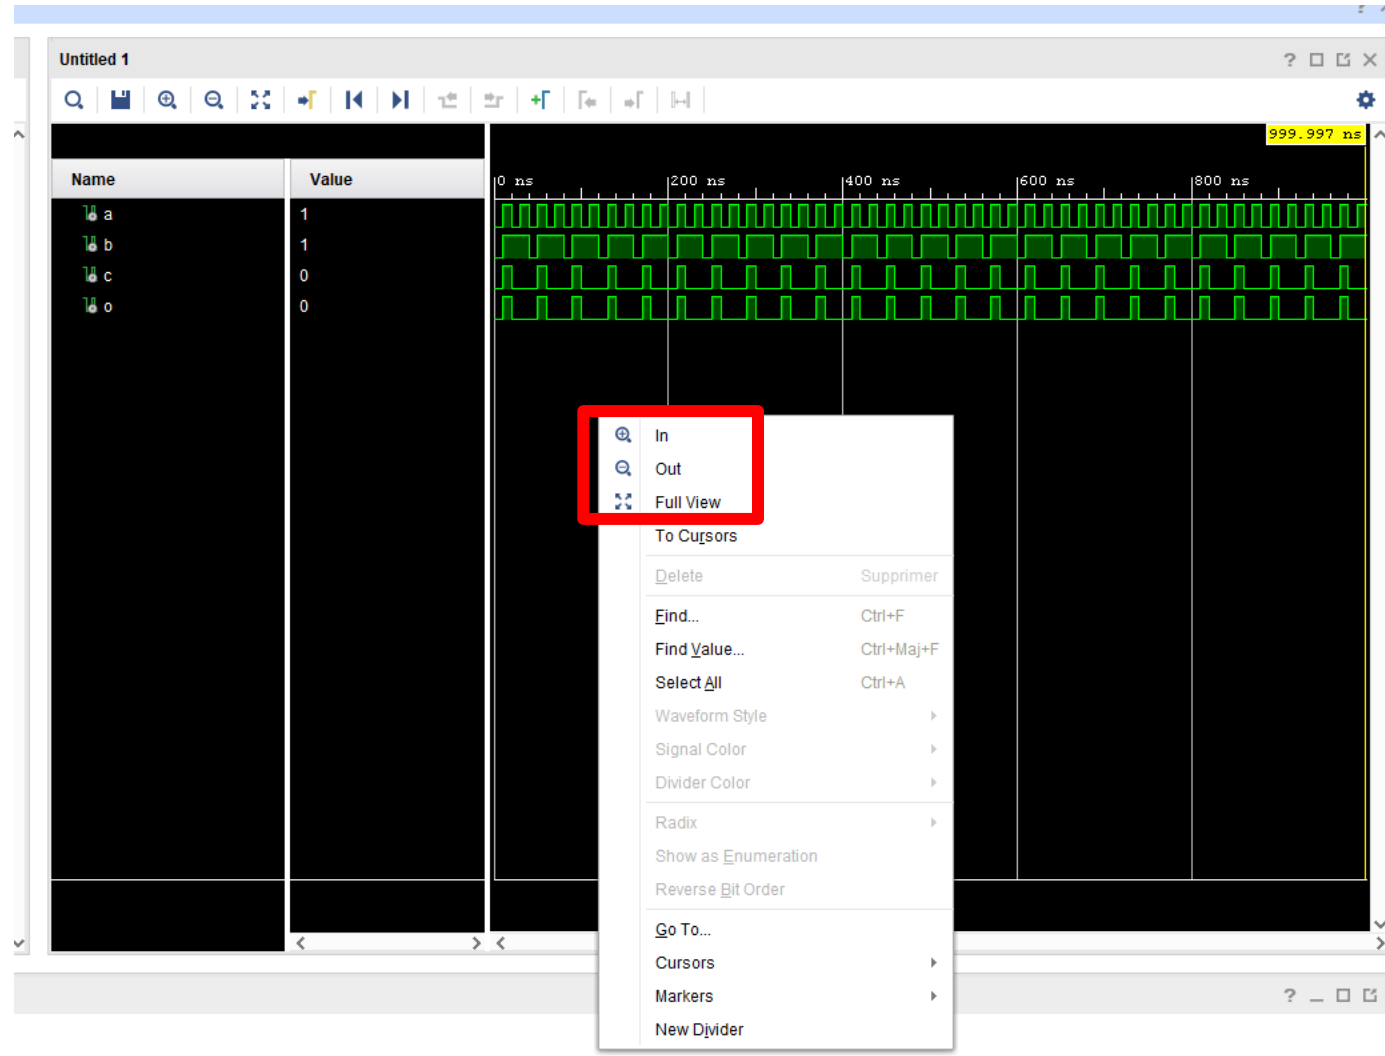 Untitled 1
999.997 ns
Name Value
0 ns 200 ns 400 ns 600 ns 800 ns
a 1
b 1
c 0
o 0
In
Out
Full View
To Cursors
Delete Supprimer
Find... Ctrl+F
Find Value... Ctrl+Maj+F
Select All Ctrl+A
Waveform Style
Signal Color
Divider Color
Radix
Show as Enumeration
Reverse Bit Order
Go To...
Cursors
Markers
New Divider